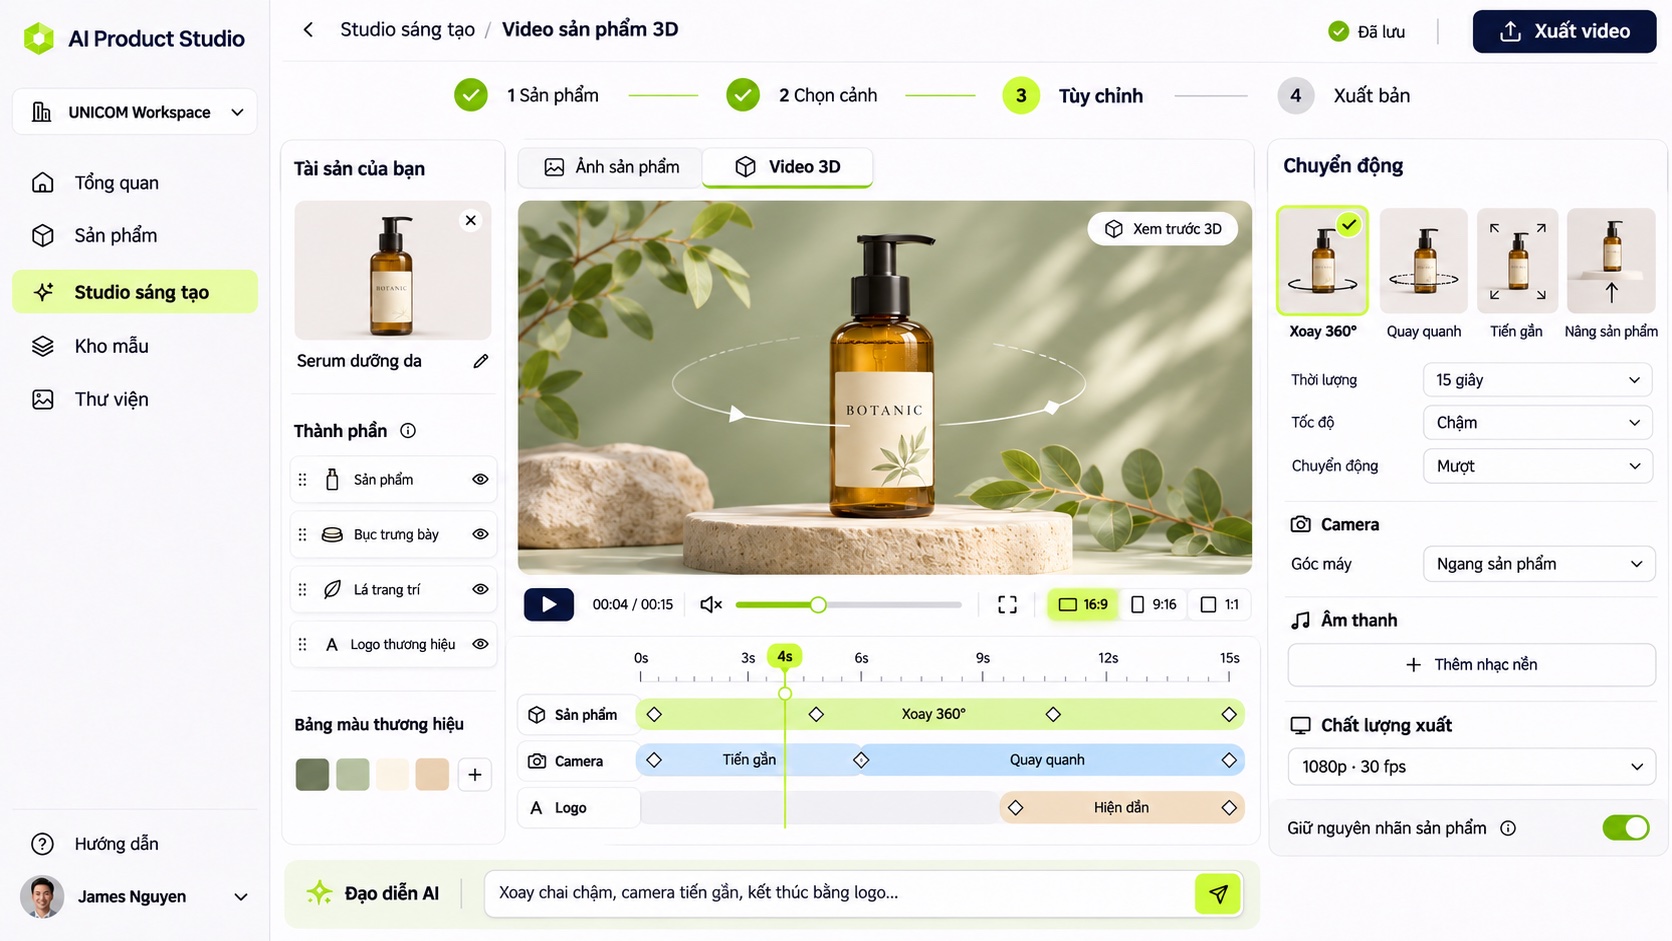 AI Product Studio
UNICOM Workspace
Tổng quan
Sản phẩm
Studio sáng tạo
Kho mẫu
Thư viện
Hướng dẫn
James Nguyen
Studio sáng tạo / Video sản phẩm 3D
Đã lưu
Xuất video
1 Sản phẩm
2 Chọn cảnh
3 Tùy chỉnh
4 Xuất bản
Tài sản của bạn
BOTANIC
Serum dưỡng da
Thành phần
Sản phẩm
Bục trưng bày
Lá trang trí
A Logo thương hiệu
Bảng màu thương hiệu
Ảnh sản phẩm
Video 3D
Xem trước 3D
BOTANIC
00:04 / 00:15
16:9
9:16
1:1
0s 3s 4s 6s 9s 12s 15s
Sản phẩm
Xoay 360°
Camera
Tiến gắn
Quay quanh
A Logo
Hiện dắn
Đạo diễn AI
Xoay chai chậm, camera tiến gắn, kết thúc bằng logo...
Chuyển động
Xoay 360°
Quay quanh
Tiến gắn
Nâng sản phẩm
Thời lượng
15 giây
Tốc độ
Chậm
Chuyển động
Mượt
Camera
Góc máy
Ngang sản phẩm
Âm thanh
Thêm nhạc nền
Chất lượng xuất
1080p · 30 fps
Giữ nguyên nhãn sản phẩm